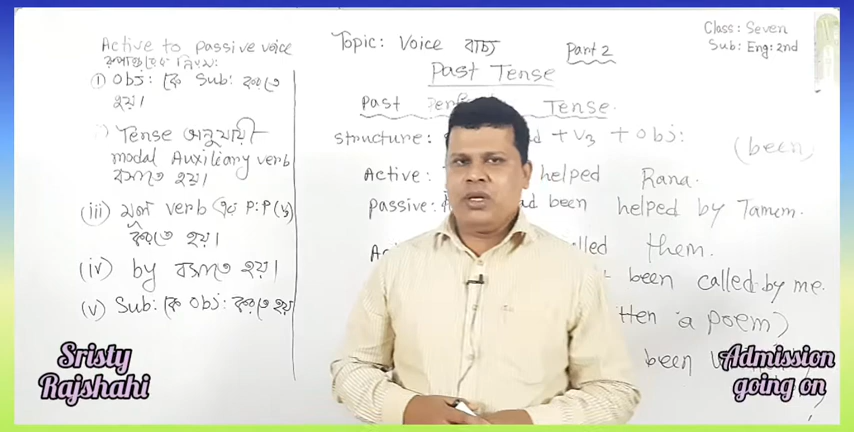 Class: Seven
Sub: Eng: 2nd
Topic: Voice বাচ্য Part 2
Past Tense
Active to passive voice
রূপান্তরের নিয়ম:
(i) Obj: কে Sub: করতে
হয়।
Tense অনুযায়ী
modal Auxiliary verb
বসাতে হয়।
(iii) মূল verb এর P.P (V3)
করতে হয়।
(iv) by বসাতে হয়।
(v) Sub: কে Obj: করতে হয়
Past Tense.
structure: + V3 + Obj:
(been)
Active: helped Rana.
Passive: had been helped by Tamim.
them.
been called by me.
a poem)
been
Sristy
Rajshahi
Admission
going on